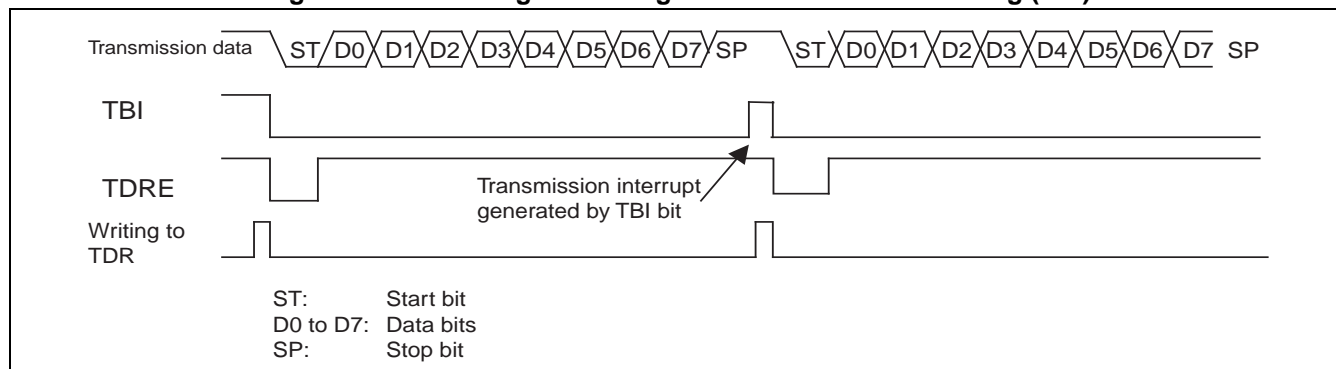 Transmission data ST D0 D1 D2 D3 D4 D5 D6 D7 SP ST D0 D1 D2 D3 D4 D5 D6 D7 SP
TBI
TDRE
Transmission interrupt
generated by TBI bit
Writing to
TDR
ST: Start bit
D0 to D7: Data bits
SP: Stop bit